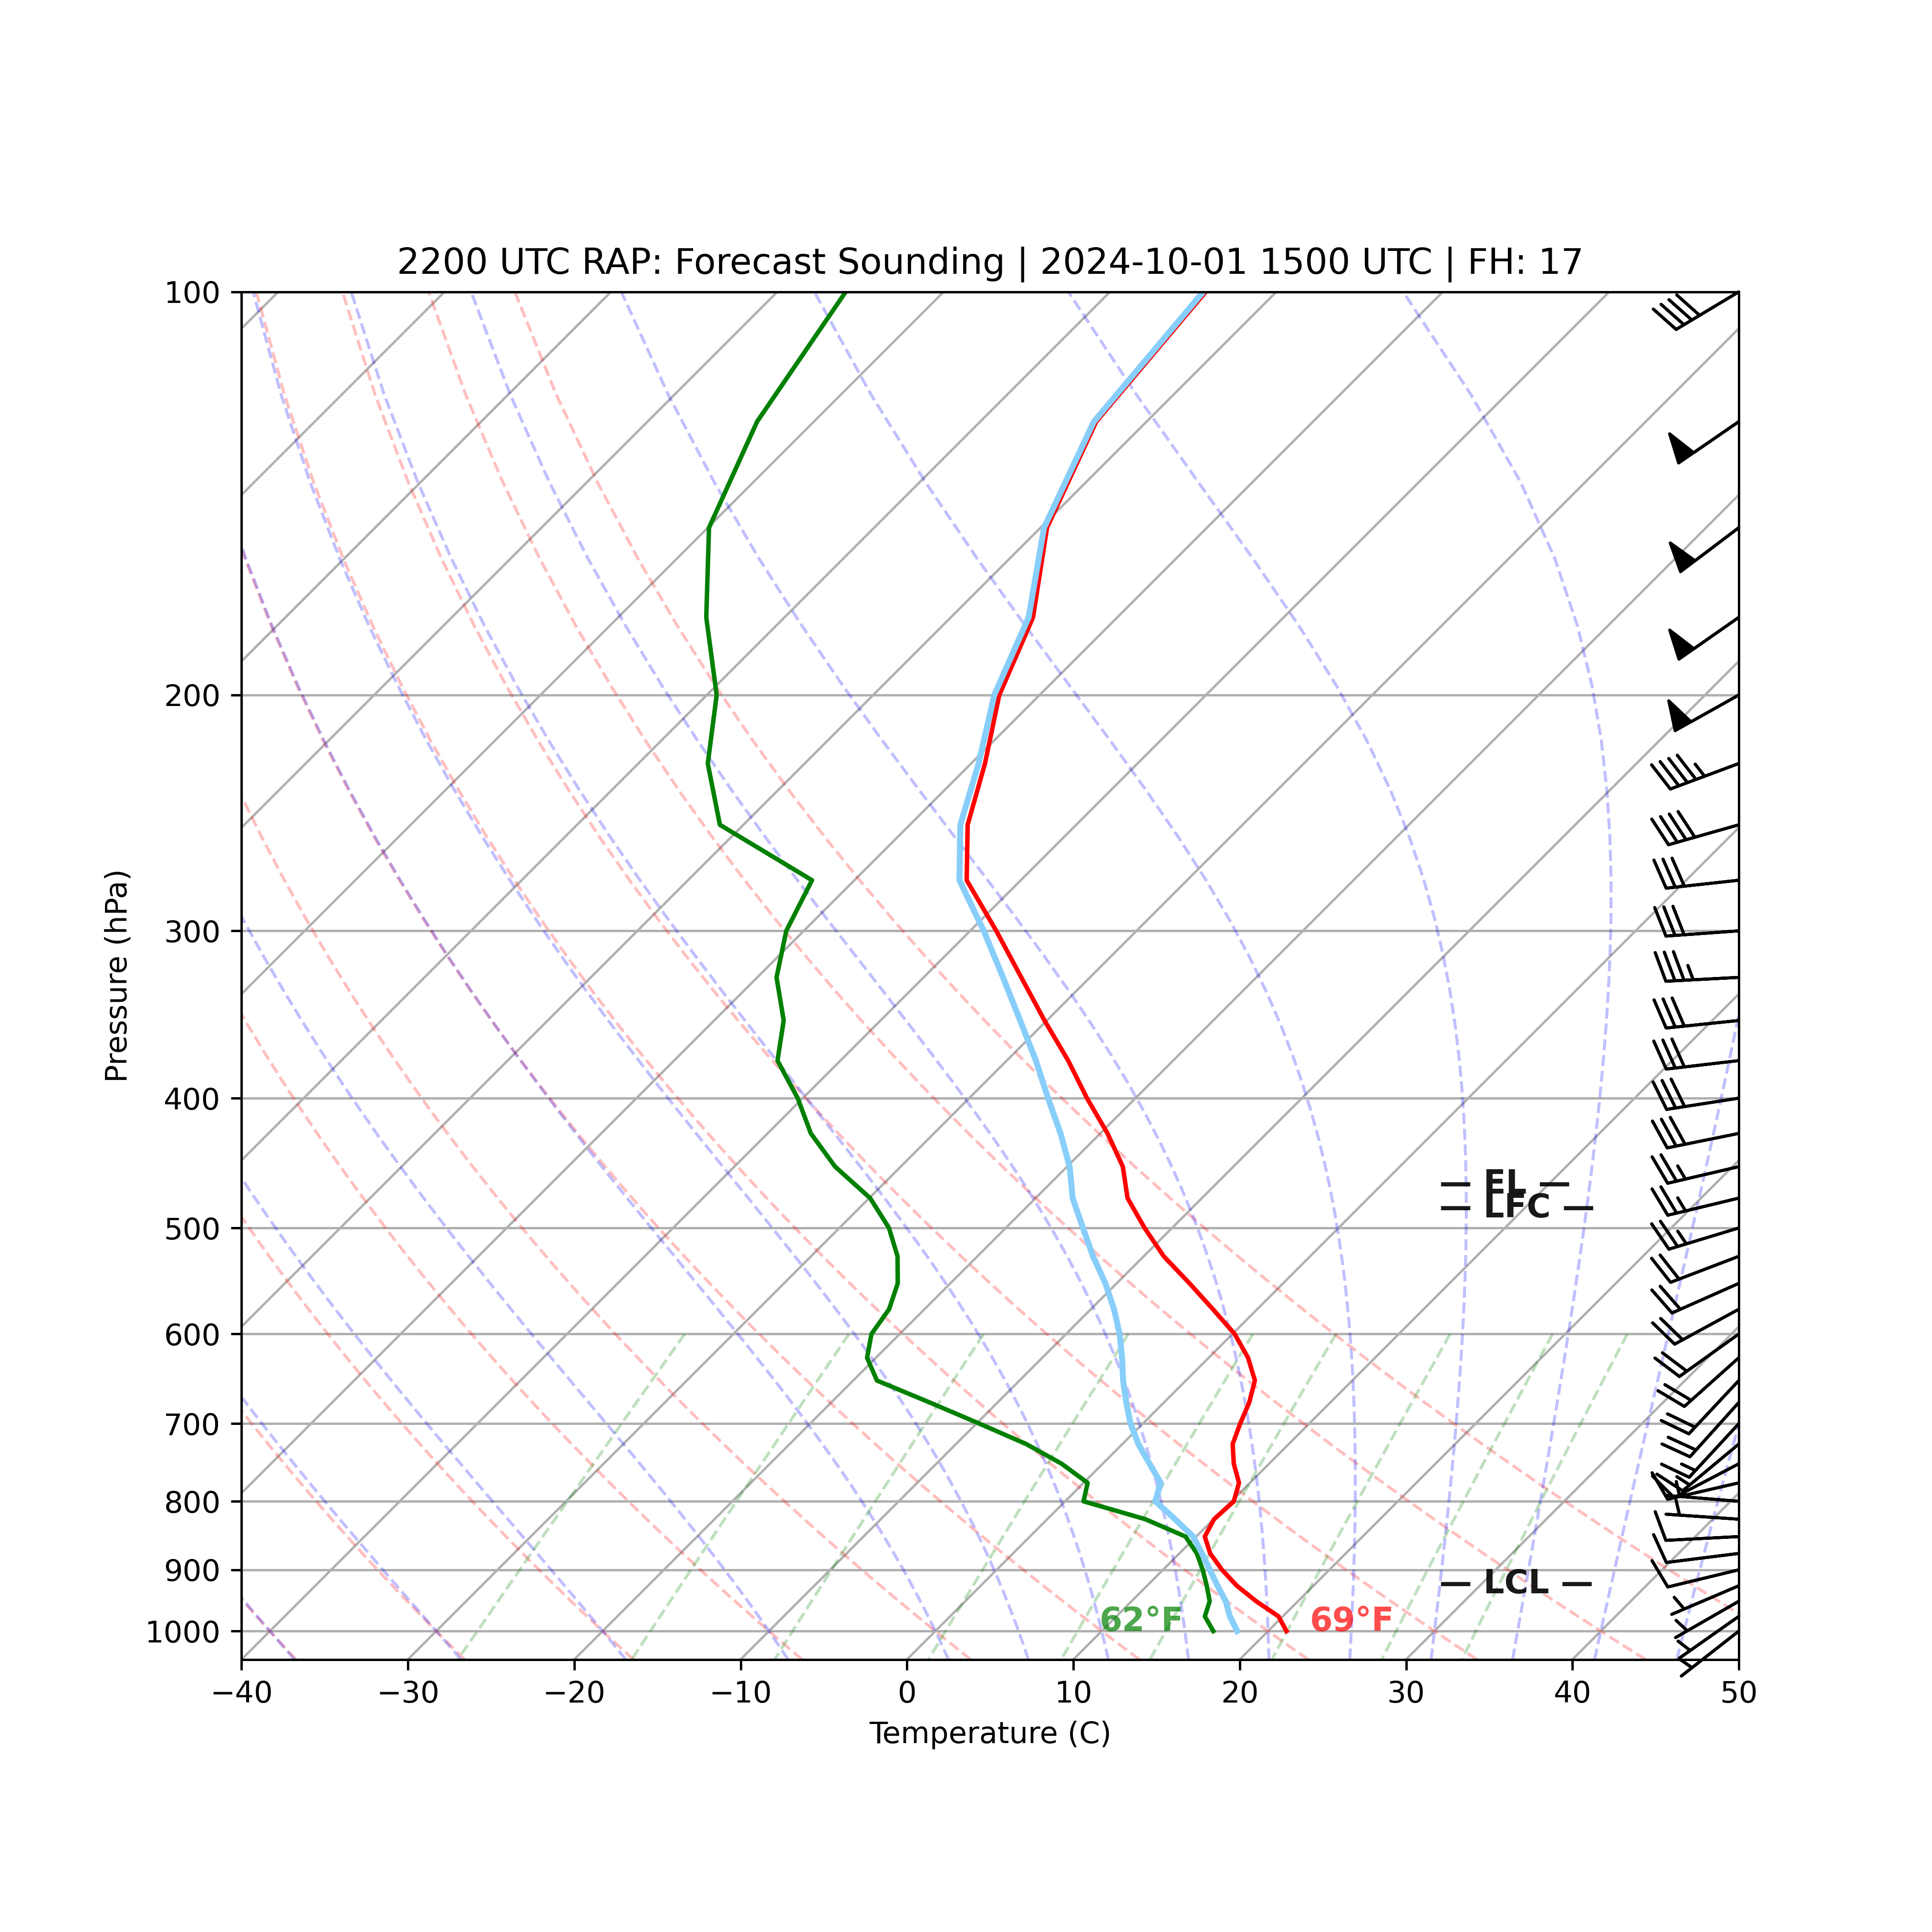 2200 UTC RAP: Forecast Sounding | 2024-10-01 1500 UTC | FH: 17
100
200
300
400
500
600
700
800
900
1000
Pressure (hPa)
— EL —
— LFC —
— LCL —
62°F
69°F
−40 −30 −20 −10 0 10 20 30 40 50
Temperature (C)